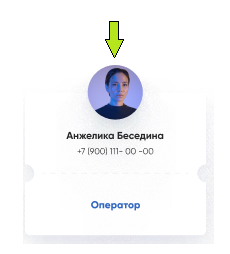 Анжелика Беседина
+7 (900) 111- 00 -00
Оператор